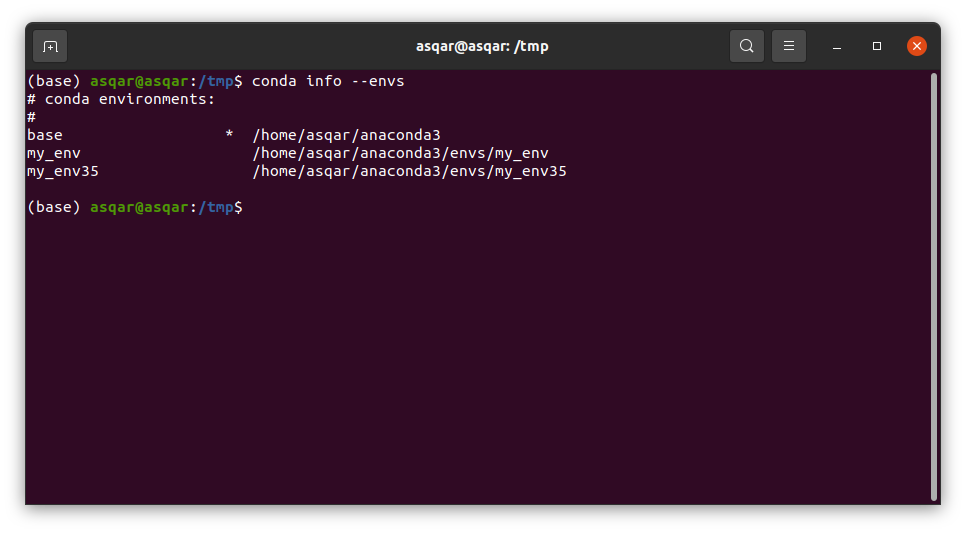 asqar@asqar: /tmp
(base) asqar@asqar:/tmp$ conda info --envs
# conda environments:
#
base                  *  /home/asqar/anaconda3
my_env                   /home/asqar/anaconda3/envs/my_env
my_env35                 /home/asqar/anaconda3/envs/my_env35
(base) asqar@asqar:/tmp$